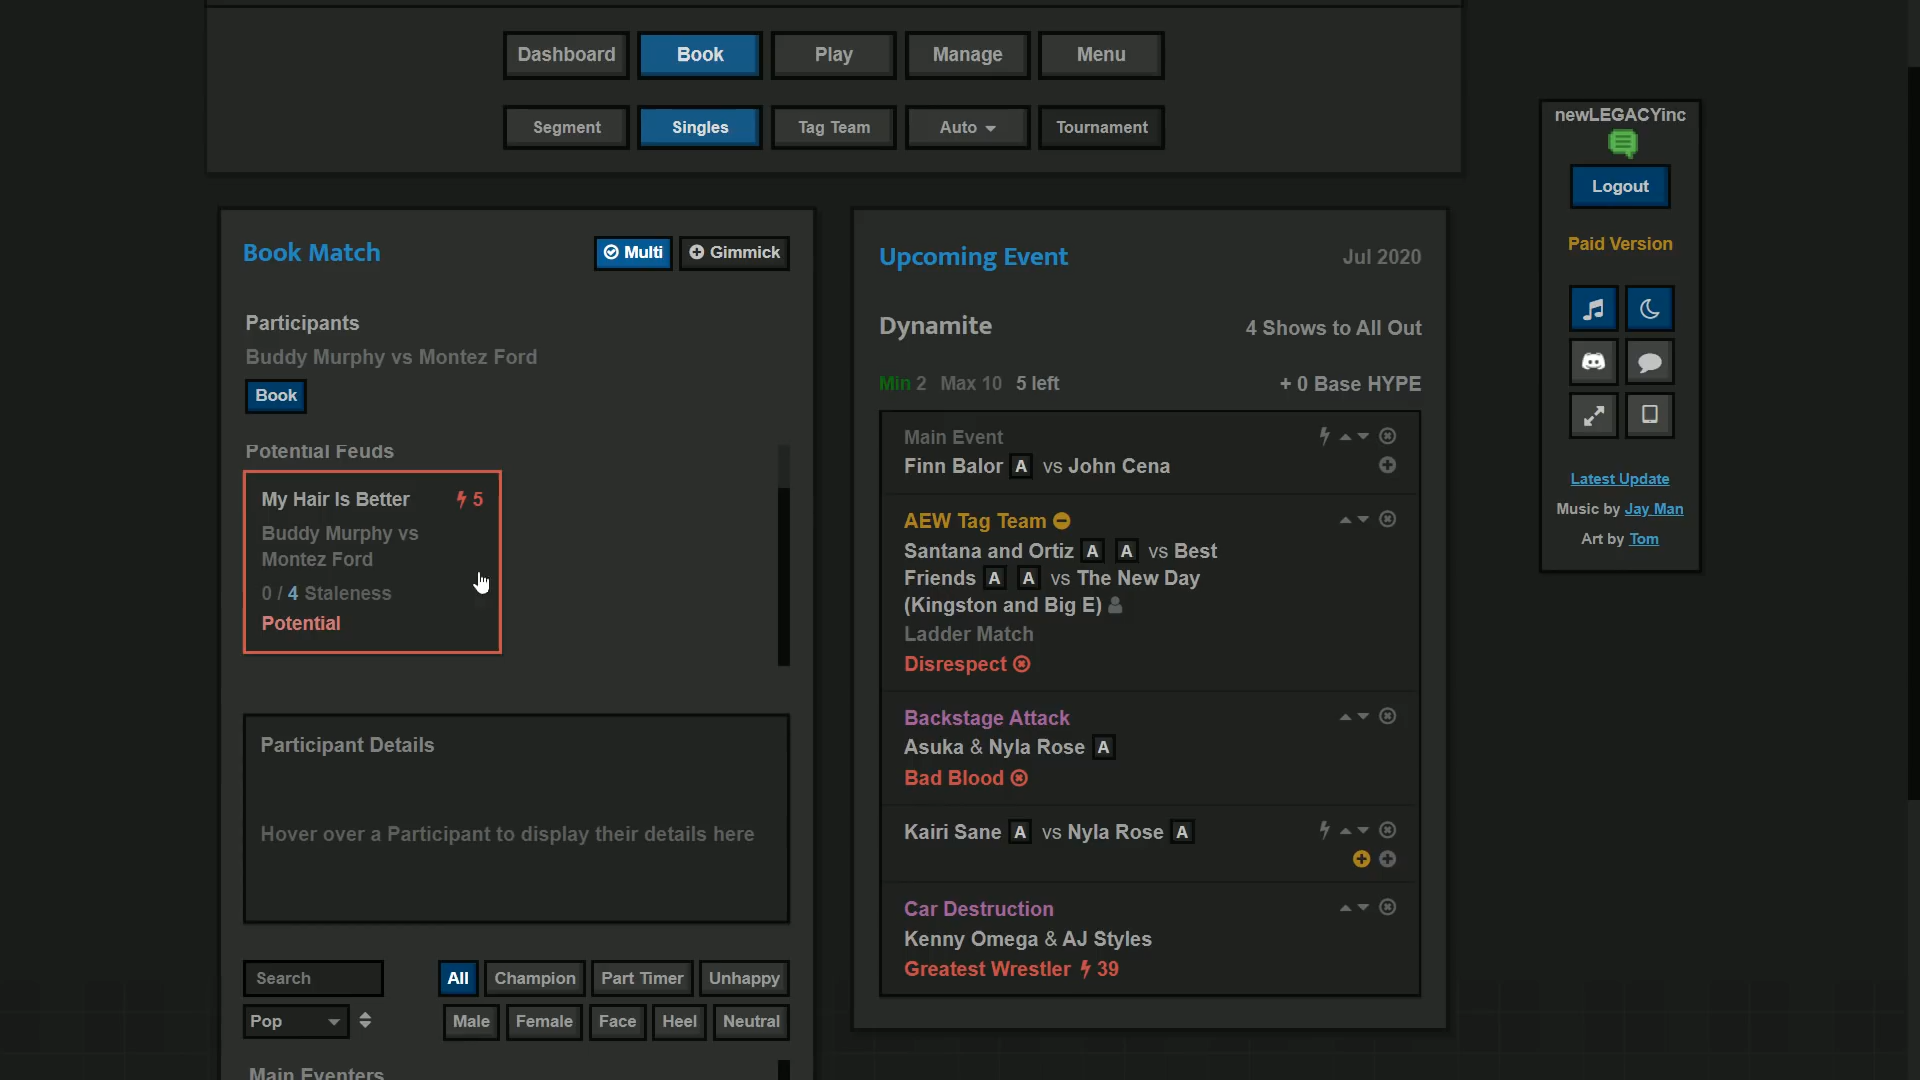 Dashboard Book Play Manage Menu
Segment Singles Tag Team Auto Tournament
newLEGACYinc
Logout
Paid Version
Latest Update
Music by Jay Man
Art by Tom
Book Match Multi Gimmick
Participants
Buddy Murphy vs Montez Ford
Book
Potential Feuds
My Hair Is Better 5
Buddy Murphy vs
Montez Ford
0 / 4 Staleness
Potential
Participant Details
Hover over a Participant to display their details here
Search All Champion Part Timer Unhappy
Pop Male Female Face Heel Neutral
Main Eventers
Upcoming Event Jul 2020
Dynamite 4 Shows to All Out
Min 2 Max 10 5 left + 0 Base HYPE
Main Event
Finn Balor A vs John Cena
AEW Tag Team
Santana and Ortiz A A vs Best
Friends A A vs The New Day
(Kingston and Big E)
Ladder Match
Disrespect
Backstage Attack
Asuka & Nyla Rose A
Bad Blood
Kairi Sane A vs Nyla Rose A
Car Destruction
Kenny Omega & AJ Styles
Greatest Wrestler 39